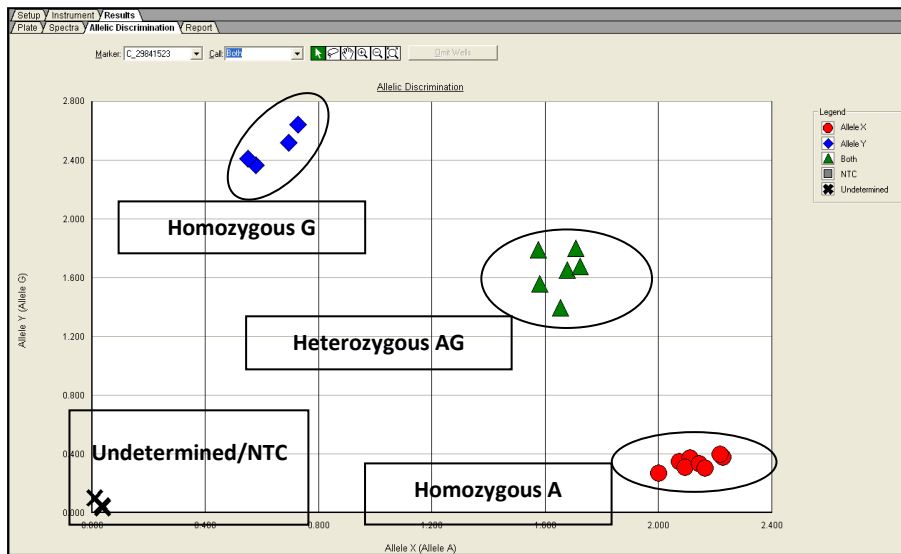 Setup Instrument Results
Plate Spectra Allelic Discrimination Report
Marker: C_29841523 Call: Both Omit Wells
Allelic Discrimination
Legend
Allele X
Allele Y
Both
NTC
Undetermined
2.800
2.400
2.000
1.600
1.200
0.800
0.400
0.000
Allele Y (Allele G)
Homozygous G
Heterozygous AG
Undetermined/NTC
Homozygous A
0.000 0.400 0.800 1.200 1.600 2.000 2.400
Allele X (Allele A)